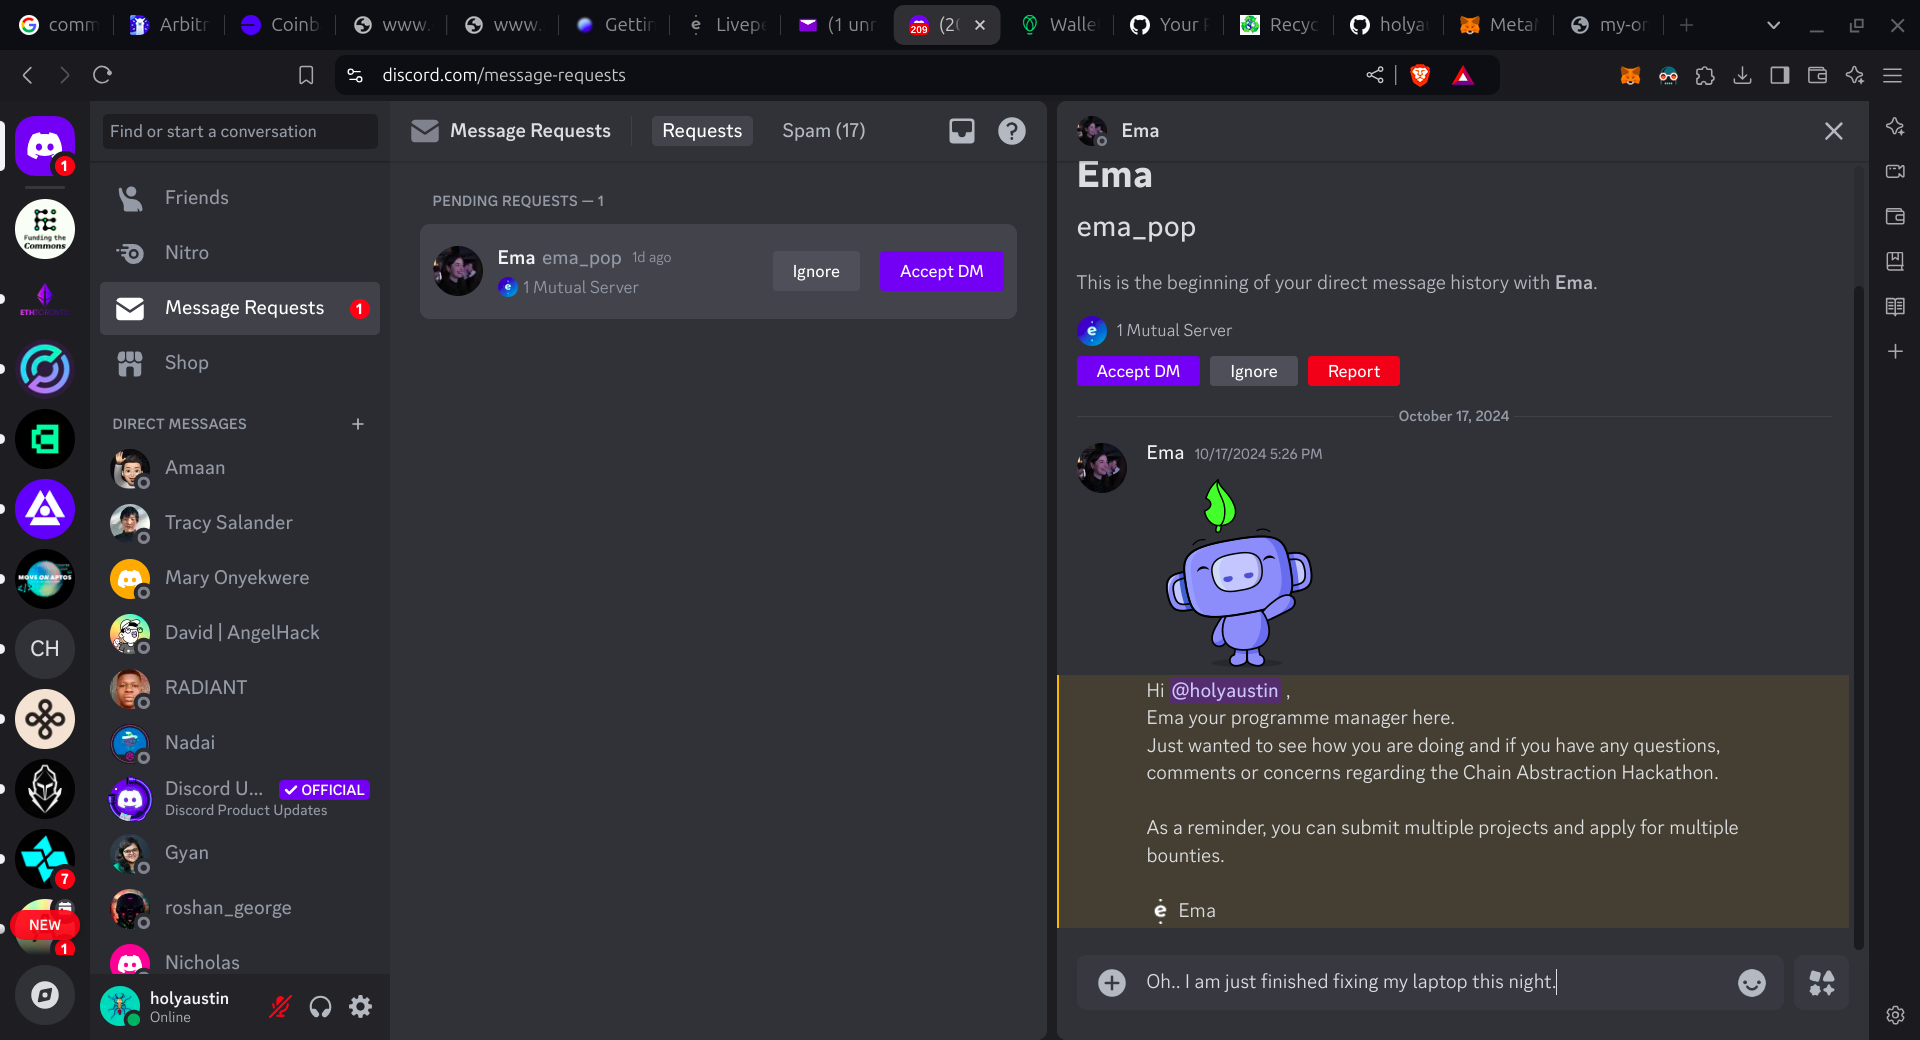 comm
Arbitr
Coinb
www.
www.
Gettin
Livepe
(1 unr
209
(20
Walle
Your R
Recyc
holyau
Meta
my-or
discord.com/message-requests
1
Funding the
Commons
ETHTORONTO
MOVE ON APTOS
CH
7
NEW
1
Find or start a conversation
Friends
Nitro
Message Requests 1
Shop
DIRECT MESSAGES
Amaan
Tracy Salander
Mary Onyekwere
David | AngelHack
RADIANT
Nadai
Discord U... OFFICIAL
Discord Product Updates
Gyan
roshan_george
Nicholas
holyaustin
Online
Message Requests Requests Spam (17)
PENDING REQUESTS — 1
Ema ema_pop 1d ago
1 Mutual Server
Ignore Accept DM
Ema
Ema
ema_pop
This is the beginning of your direct message history with Ema.
1 Mutual Server
Accept DM Ignore Report
October 17, 2024
Ema 10/17/2024 5:26 PM
Hi @holyaustin ,
Ema your programme manager here.
Just wanted to see how you are doing and if you have any questions,
comments or concerns regarding the Chain Abstraction Hackathon.
As a reminder, you can submit multiple projects and apply for multiple
bounties.
e Ema
Oh.. I am just finished fixing my laptop this night.